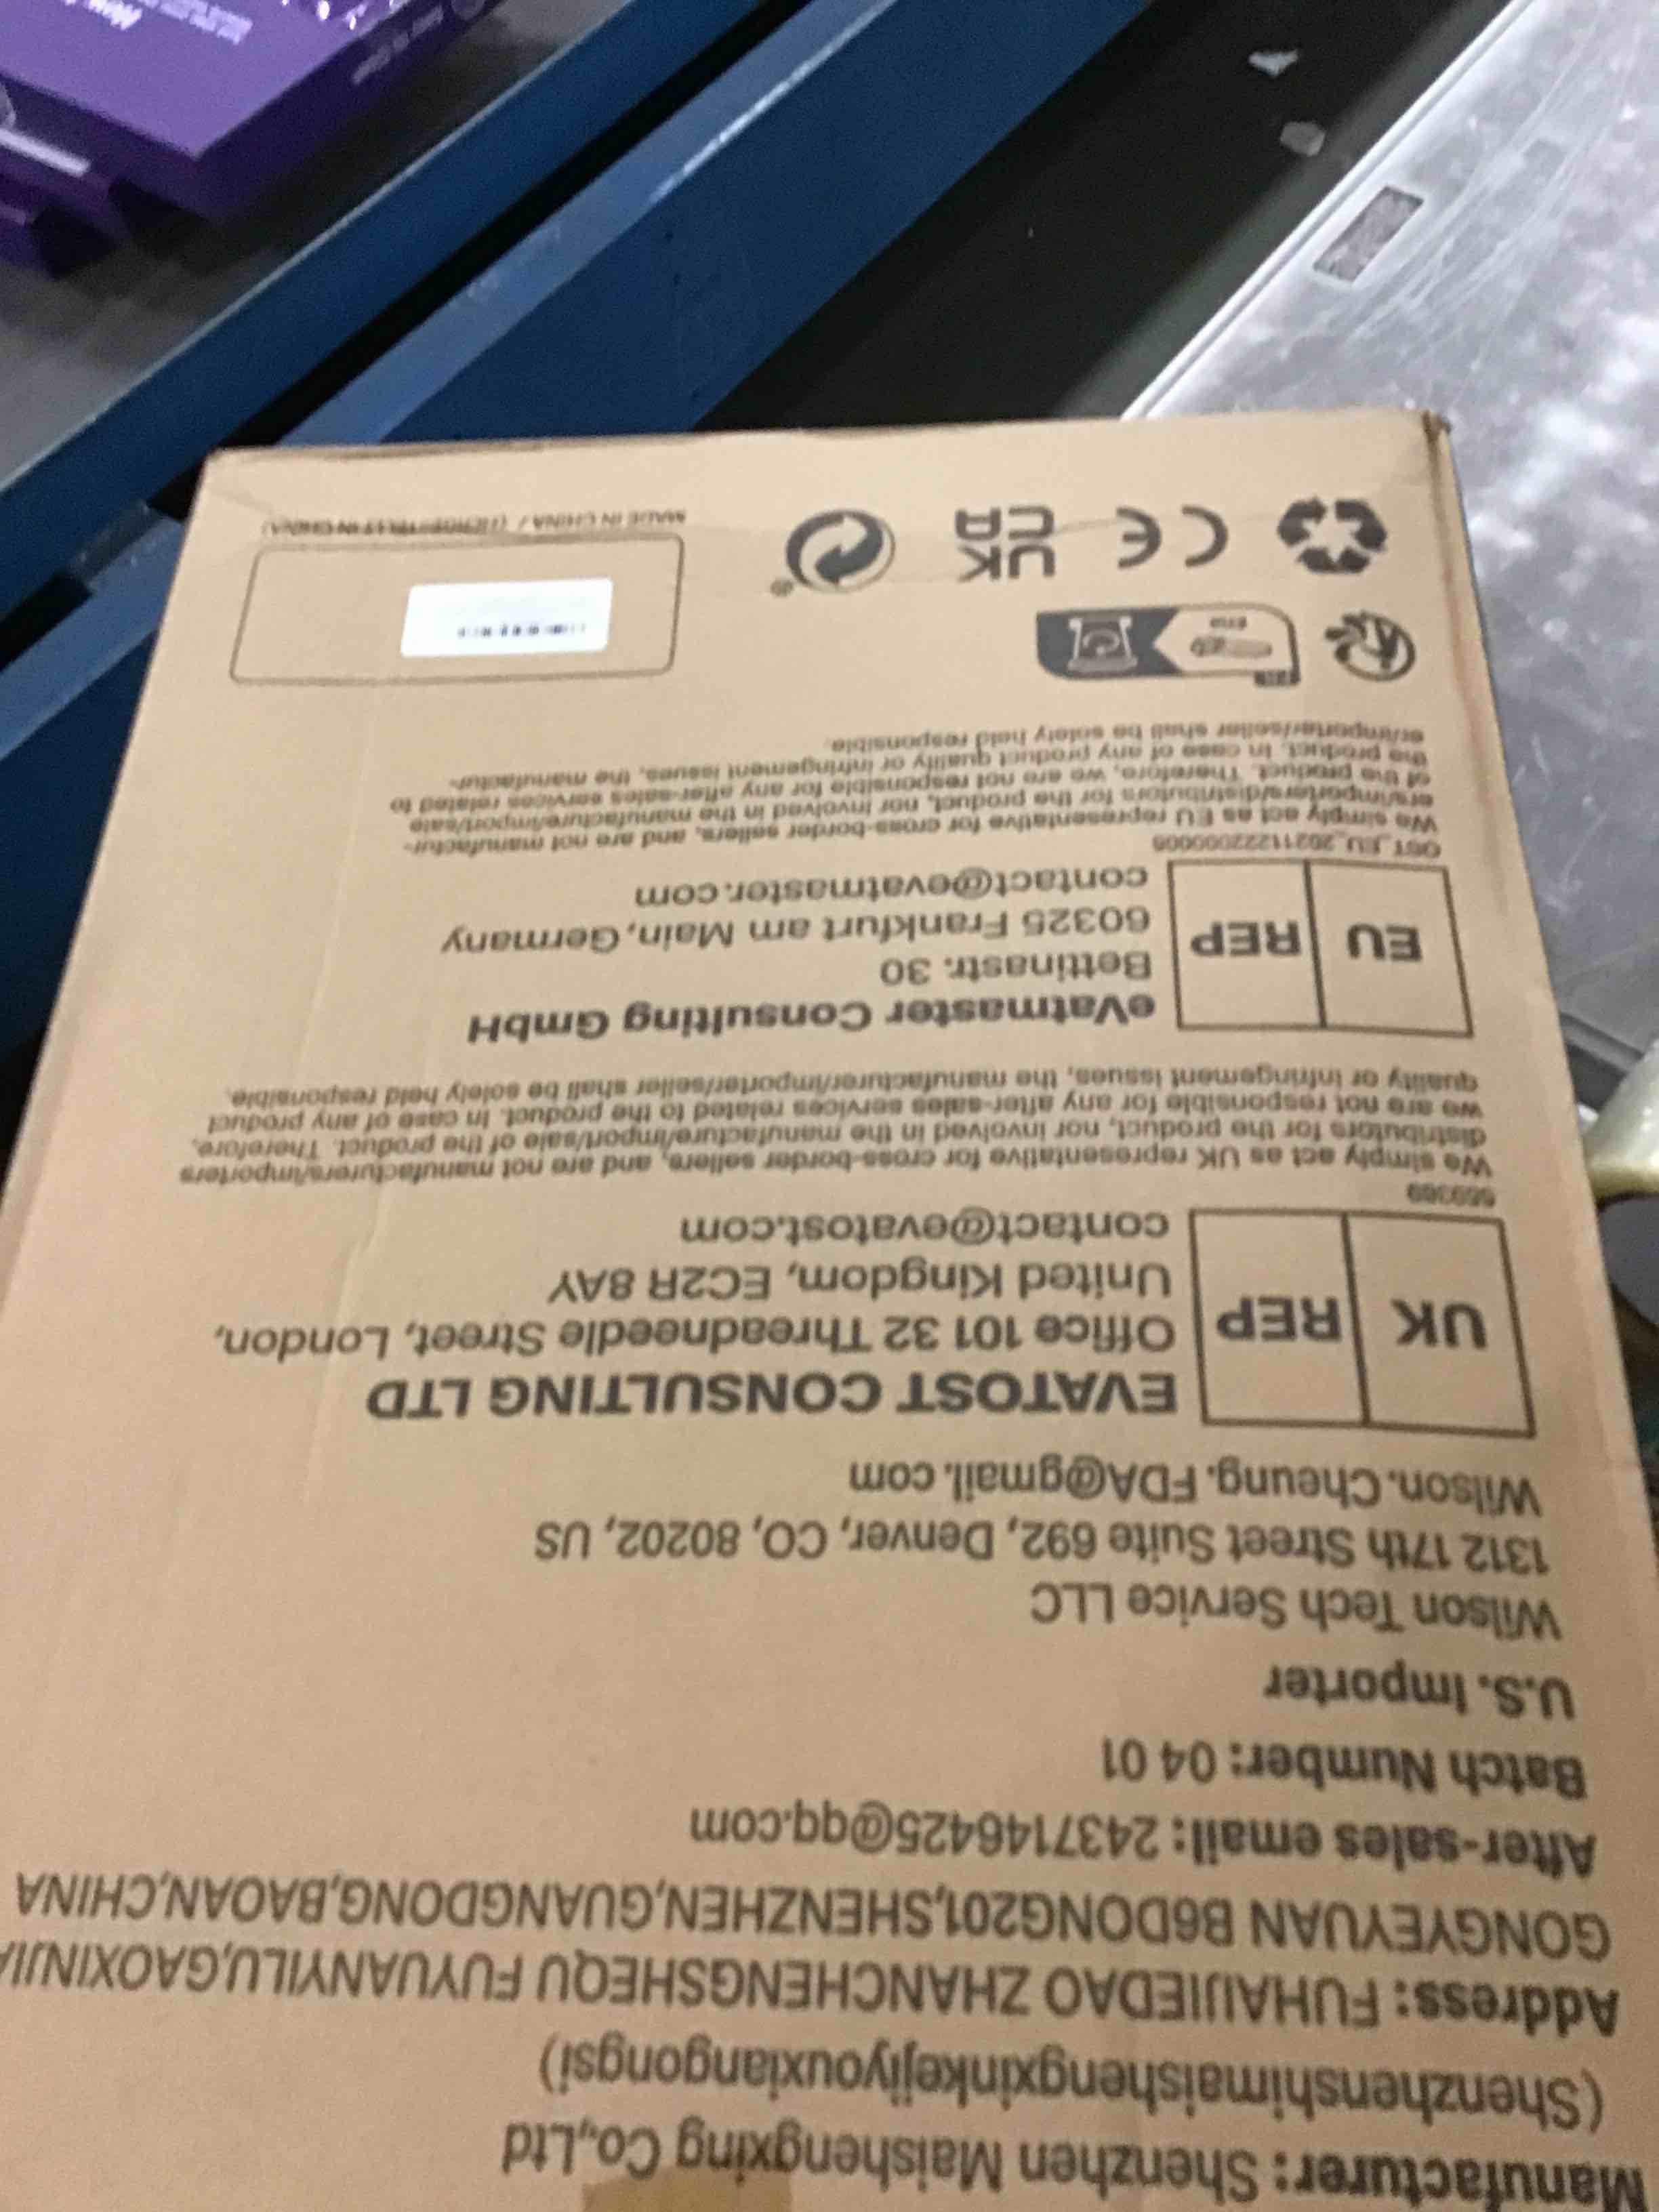 Manufacturer: Shenzhen Maishengxing Co.,Ltd
(Shenzhenshimaishengxinkejiyouxiangongsi)
Address: FUHAIJIEDAO ZHANCHENGSHEQU FUYUANYILU,GAOXINJIA
GONGYEYUAN B6DONG201,SHENZHEN,GUANGDONG,BAOAN,CHINA
After-sales email: 2437146425@qq.com
Batch Number: 04 01
U.S. Importer
Wilson Tech Service LLC
1312 17th Street Suite 692, Denver, CO, 80202, US
Wilson.Cheung.FDA@gmail.com
UK REP
EVATOST CONSULTING LTD
Office 101 32 Threadneedle Street, London,
United Kingdom, EC2R 8AY
contact@evatost.com
We simply act as UK representative for cross-border sellers, and are not manufacturers/importers
distributors for the product, nor involved in the manufacture/import/sale of the product. Therefore,
we are not responsible for any after-sales services related to the product. In case of any product
quality or infringement issues, the manufacturer/importer/seller shall be solely held responsible.
EU REP
eVatmaster Consulting GmbH
Bettinastr. 30
60325 Frankfurt am Main,Germany
contact@evatmaster.com
We simply act as EU representative for cross-border sellers, and are not manufactur-
ers/importers/distributors for the product, nor involved in the manufacture/import/sale
of the product. Therefore, we are not responsible for any after-sales services related to
the product. In case of any product quality or infringement issues, the manufactur-
er/importer/seller shall be solely held responsible.
CE
UK
CA
MADE IN CHINA /